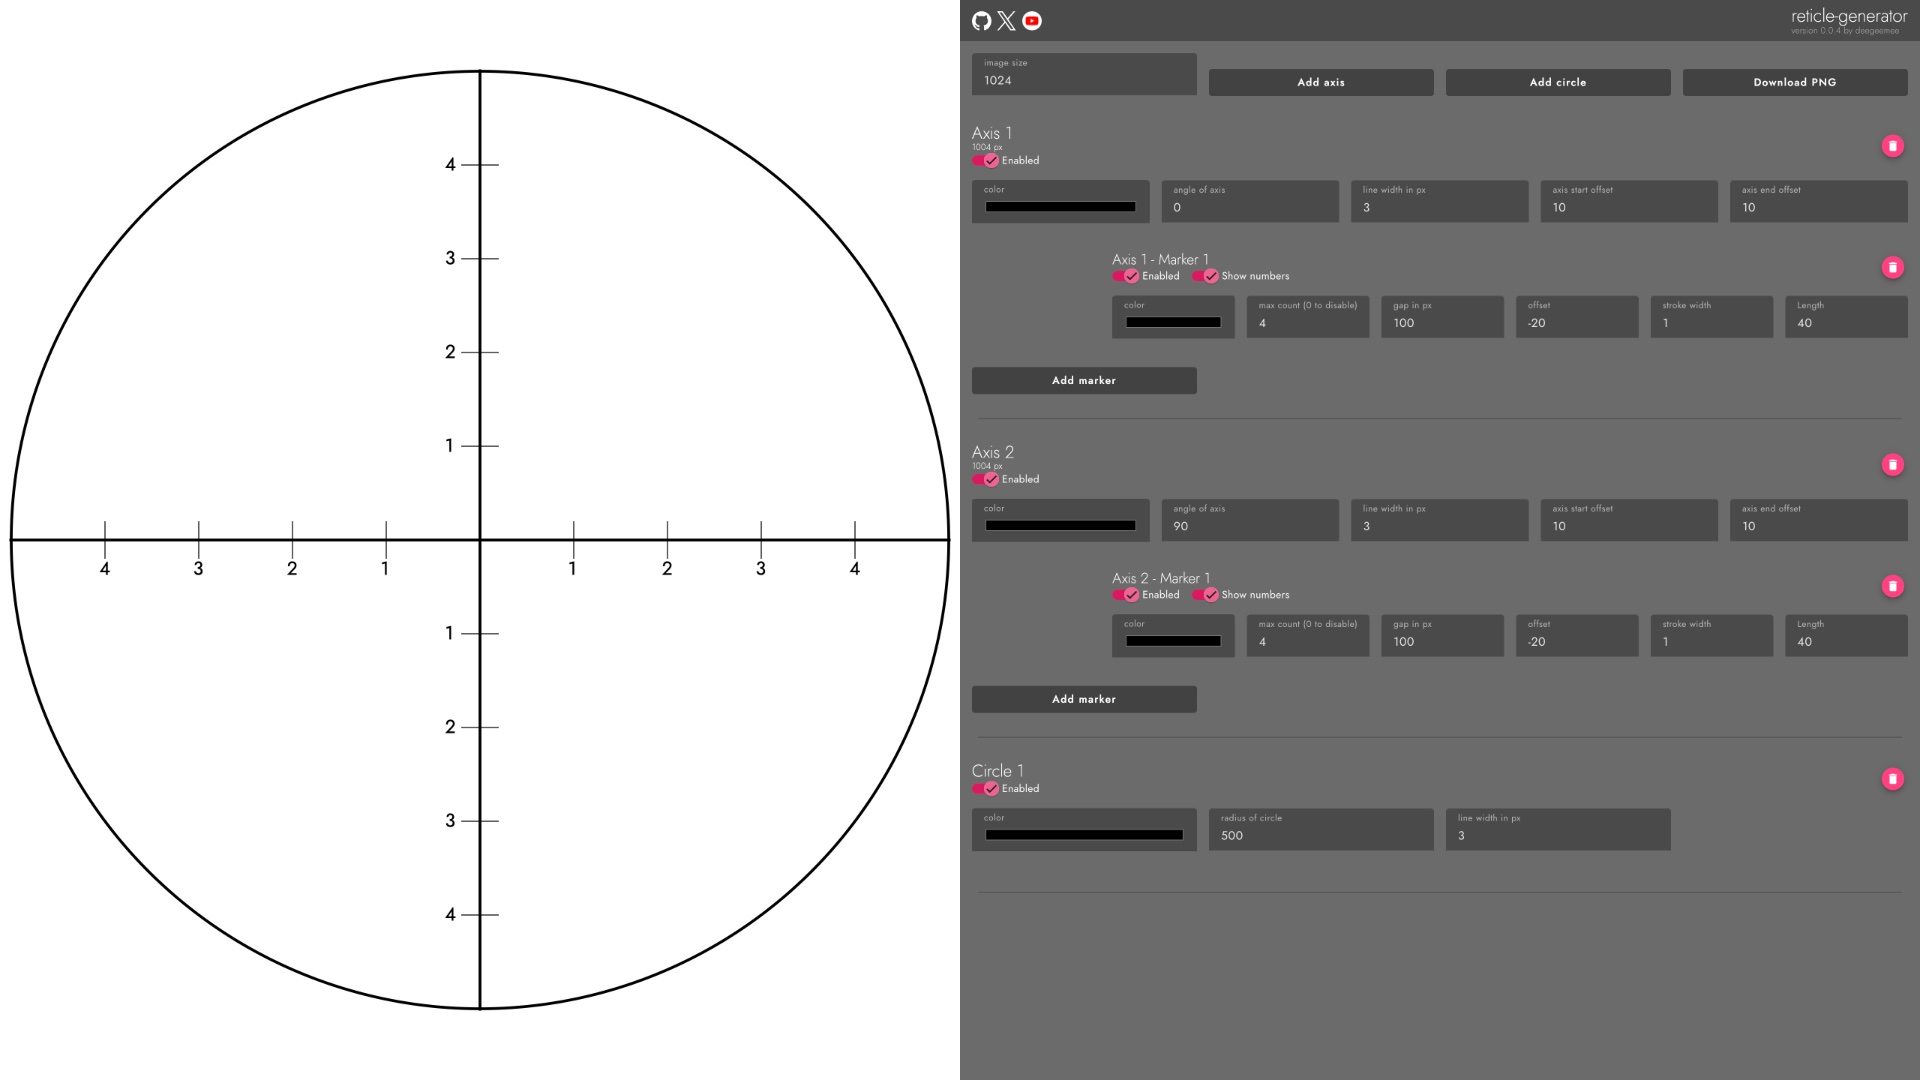 4
3
2
1
4 3 2 1 1 2 3 4
1
2
3
4
reticle-generator
version 0.0.4 by deegeemee
image size
1024
Add axis
Add circle
Download PNG
Axis 1
1004 px
Enabled
color
angle of axis
0
line width in px
3
axis start offset
10
axis end offset
10
Axis 1 - Marker 1
Enabled Show numbers
color
max count (0 to disable)
4
gap in px
100
offset
-20
stroke width
1
Length
40
Add marker
Axis 2
1004 px
Enabled
color
angle of axis
90
line width in px
3
axis start offset
10
axis end offset
10
Axis 2 - Marker 1
Enabled Show numbers
color
max count (0 to disable)
4
gap in px
100
offset
-20
stroke width
1
Length
40
Add marker
Circle 1
Enabled
color
radius of circle
500
line width in px
3